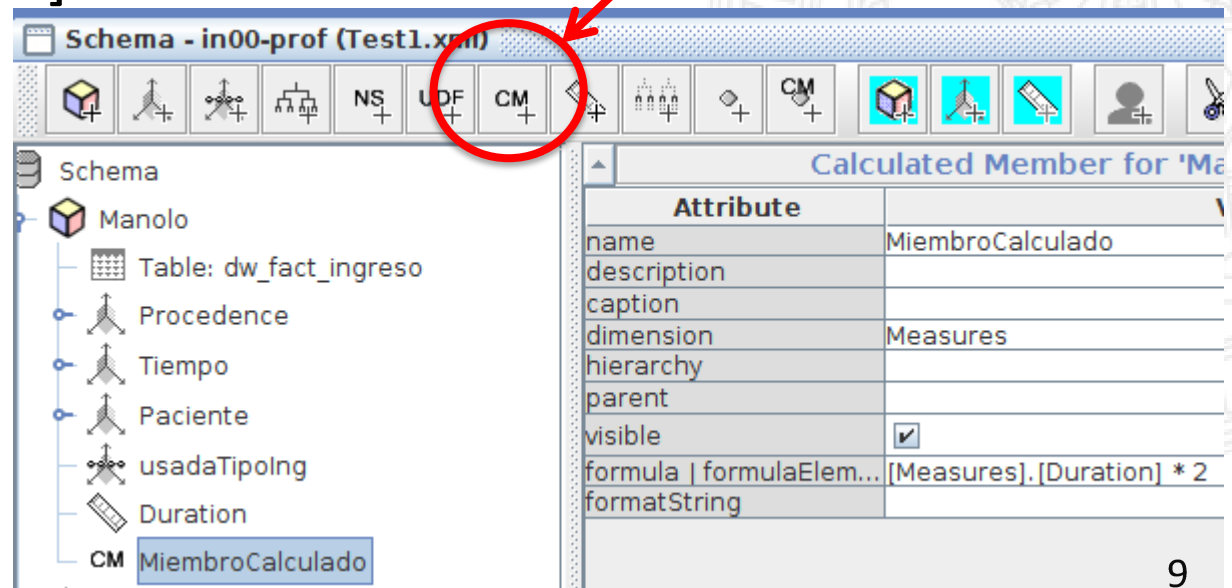 ]
Schema - in00-prof (Test1.xml)
NS UDF CM CM
Schema
Manolo
Table: dw_fact_ingreso
Procedence
Tiempo
Paciente
usadaTipoIng
Duration
CM MiembroCalculado
Calculated Member for 'Ma
Attribute
name MiembroCalculado
description
caption
dimension Measures
hierarchy
parent
visible
formula | formulaElem... [Measures].[Duration] * 2
formatString
9